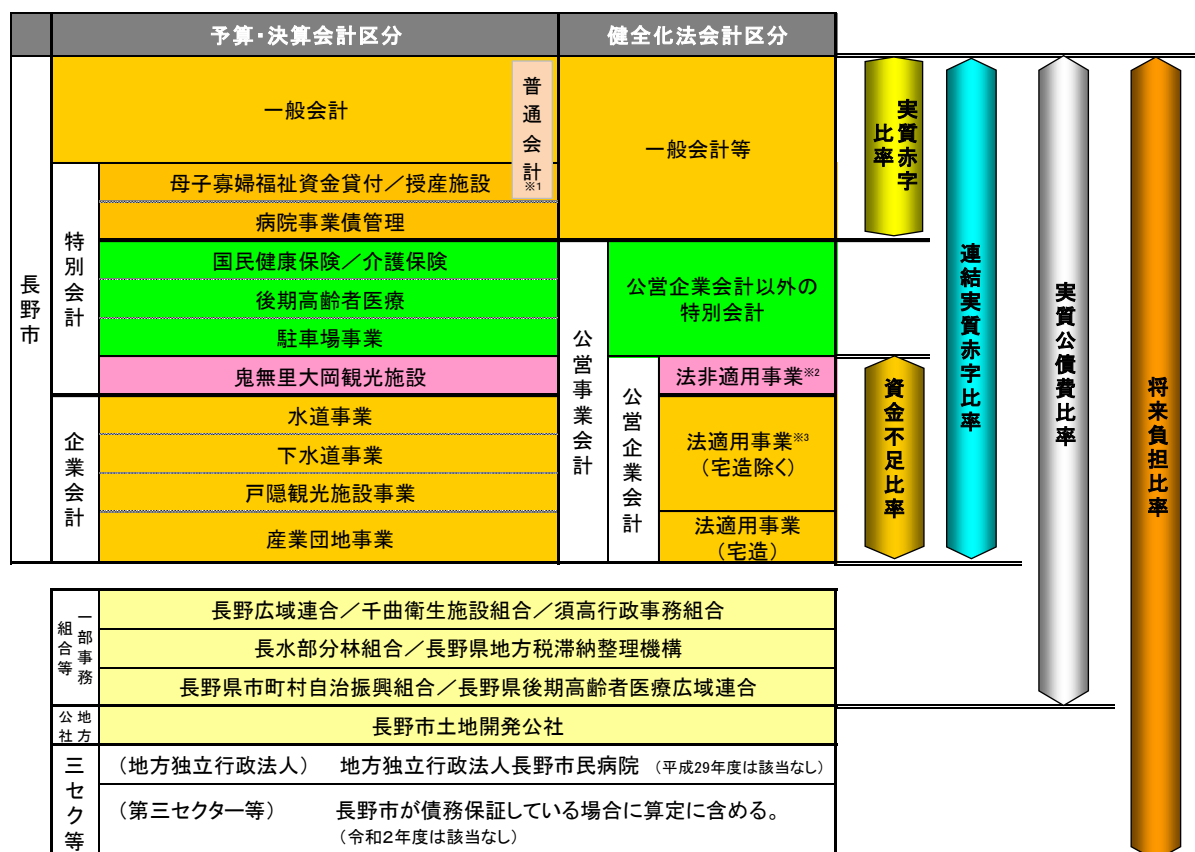 予算・決算会計区分
健全化法会計区分
長野市
一般会計
普通会計※1
一般会計等
特別会計
母子寡婦福祉資金貸付／授産施設
病院事業債管理
国民健康保険／介護保険
後期高齢者医療
駐車場事業
鬼無里大岡観光施設
公営事業会計
公営企業会計以外の
特別会計
公営企業会計
法非適用事業※2
企業会計
水道事業
下水道事業
戸隠観光施設事業
産業団地事業
法適用事業※3
（宅造除く）
法適用事業
（宅造）
実質赤字
比率
資金不足比率
連結実質赤字比率
実質公債費比率
将来負担比率
一部事務
組合等
長野広域連合／千曲衛生施設組合／須高行政事務組合
長水部分林組合／長野県地方税滞納整理機構
長野県市町村自治振興組合／長野県後期高齢者医療広域連合
地方
公社
長野市土地開発公社
三セク等
（地方独立行政法人） 地方独立行政法人長野市民病院 （平成29年度は該当なし）
（第三セクター等） 長野市が債務保証している場合に算定に含める。
（令和2年度は該当なし）